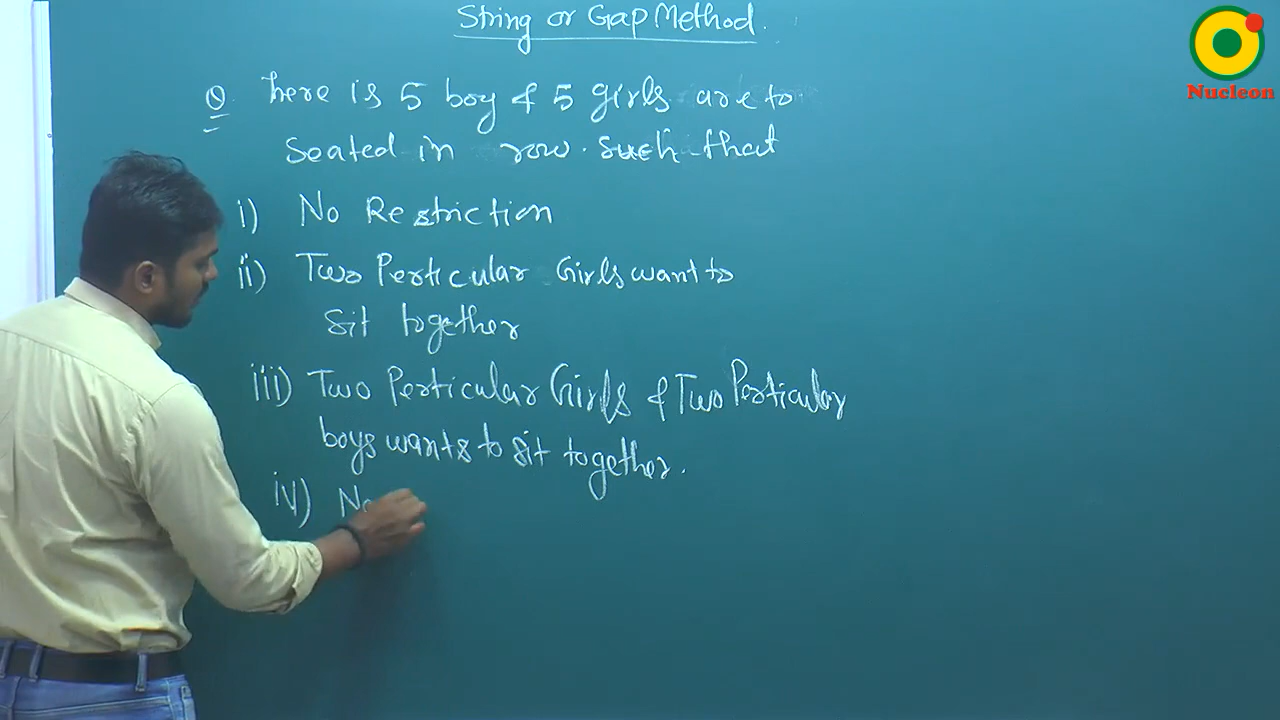 String or Gap Method.
Nucleon
Q. There is 5 boy & 5 girls are to
Seated in row. Such that
i) No Restriction
ii) Two Perticular Girls want to
Sit together
iii) Two Perticular Girls & Two Perticular
boys wants to sit together.
iv) No